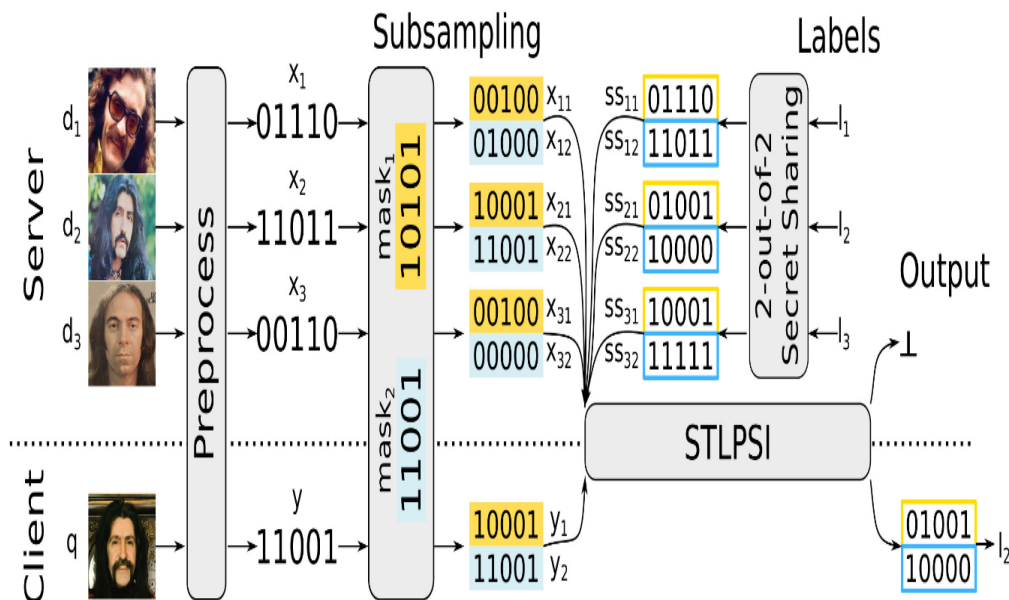 Subsampling
Labels
Server
d1
d2
d3
Preprocess
x1
01110
x2
11011
x3
00110
mask1
10101
mask2
11001
00100 x11
01000 x12
10001 x21
11001 x22
00100 x31
00000 x32
ss11 01110
ss12 11011
ss21 01001
ss22 10000
ss31 10001
ss32 11111
2-out-of-2
Secret Sharing
l1
l2
l3
Output
⊥
STLPSI
Client
q
y
11001
10001 y1
11001 y2
01001
10000
l2